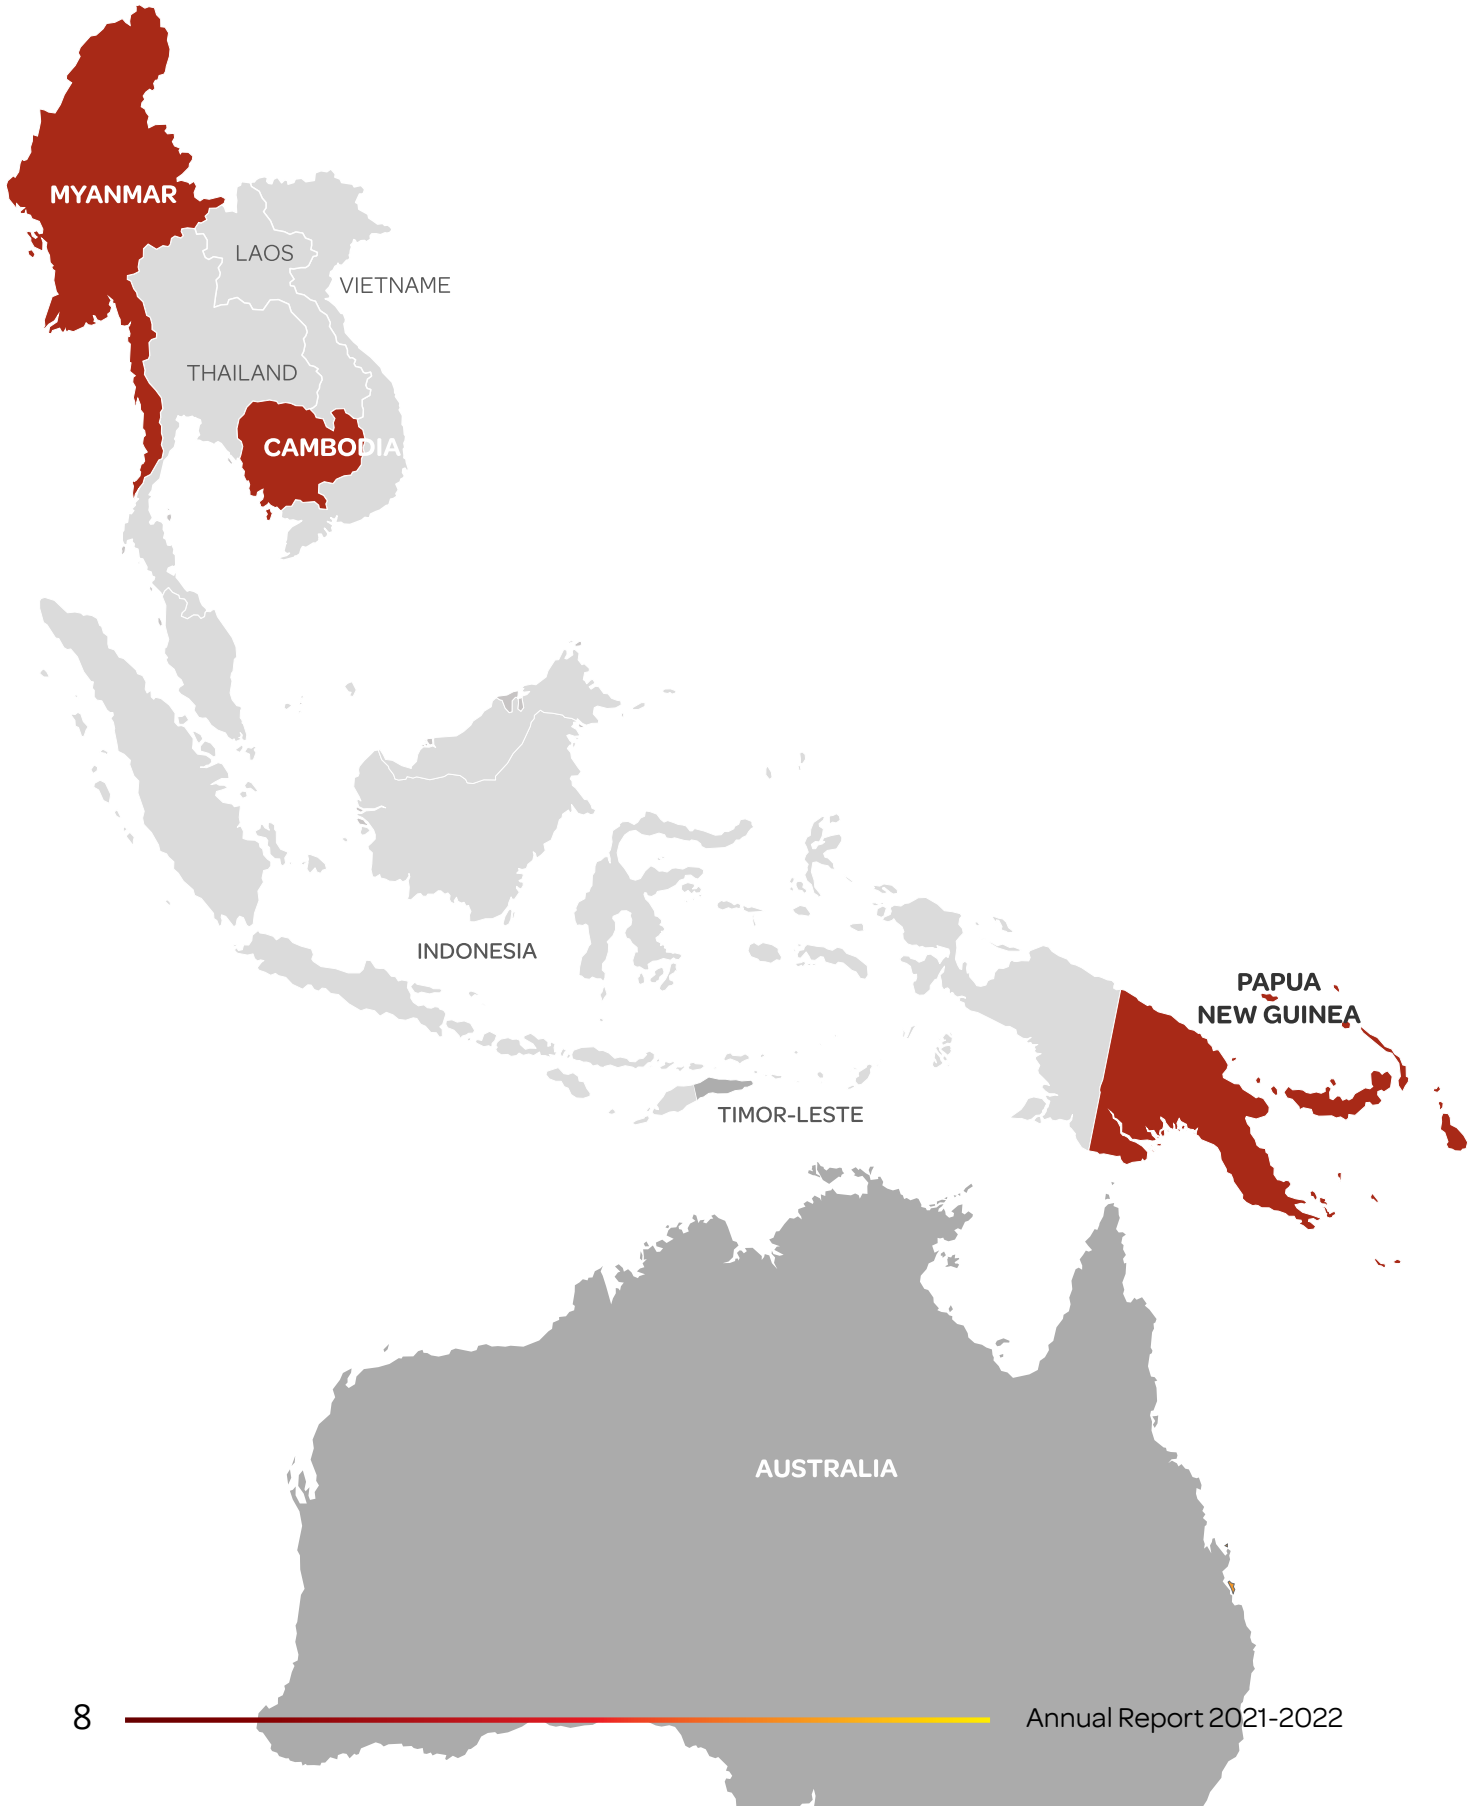 MYANMAR
LAOS
VIETNAME
THAILAND
CAMBODIA
INDONESIA
PAPUA
NEW GUINEA
TIMOR-LESTE
AUSTRALIA
8
Annual Report 2021-2022